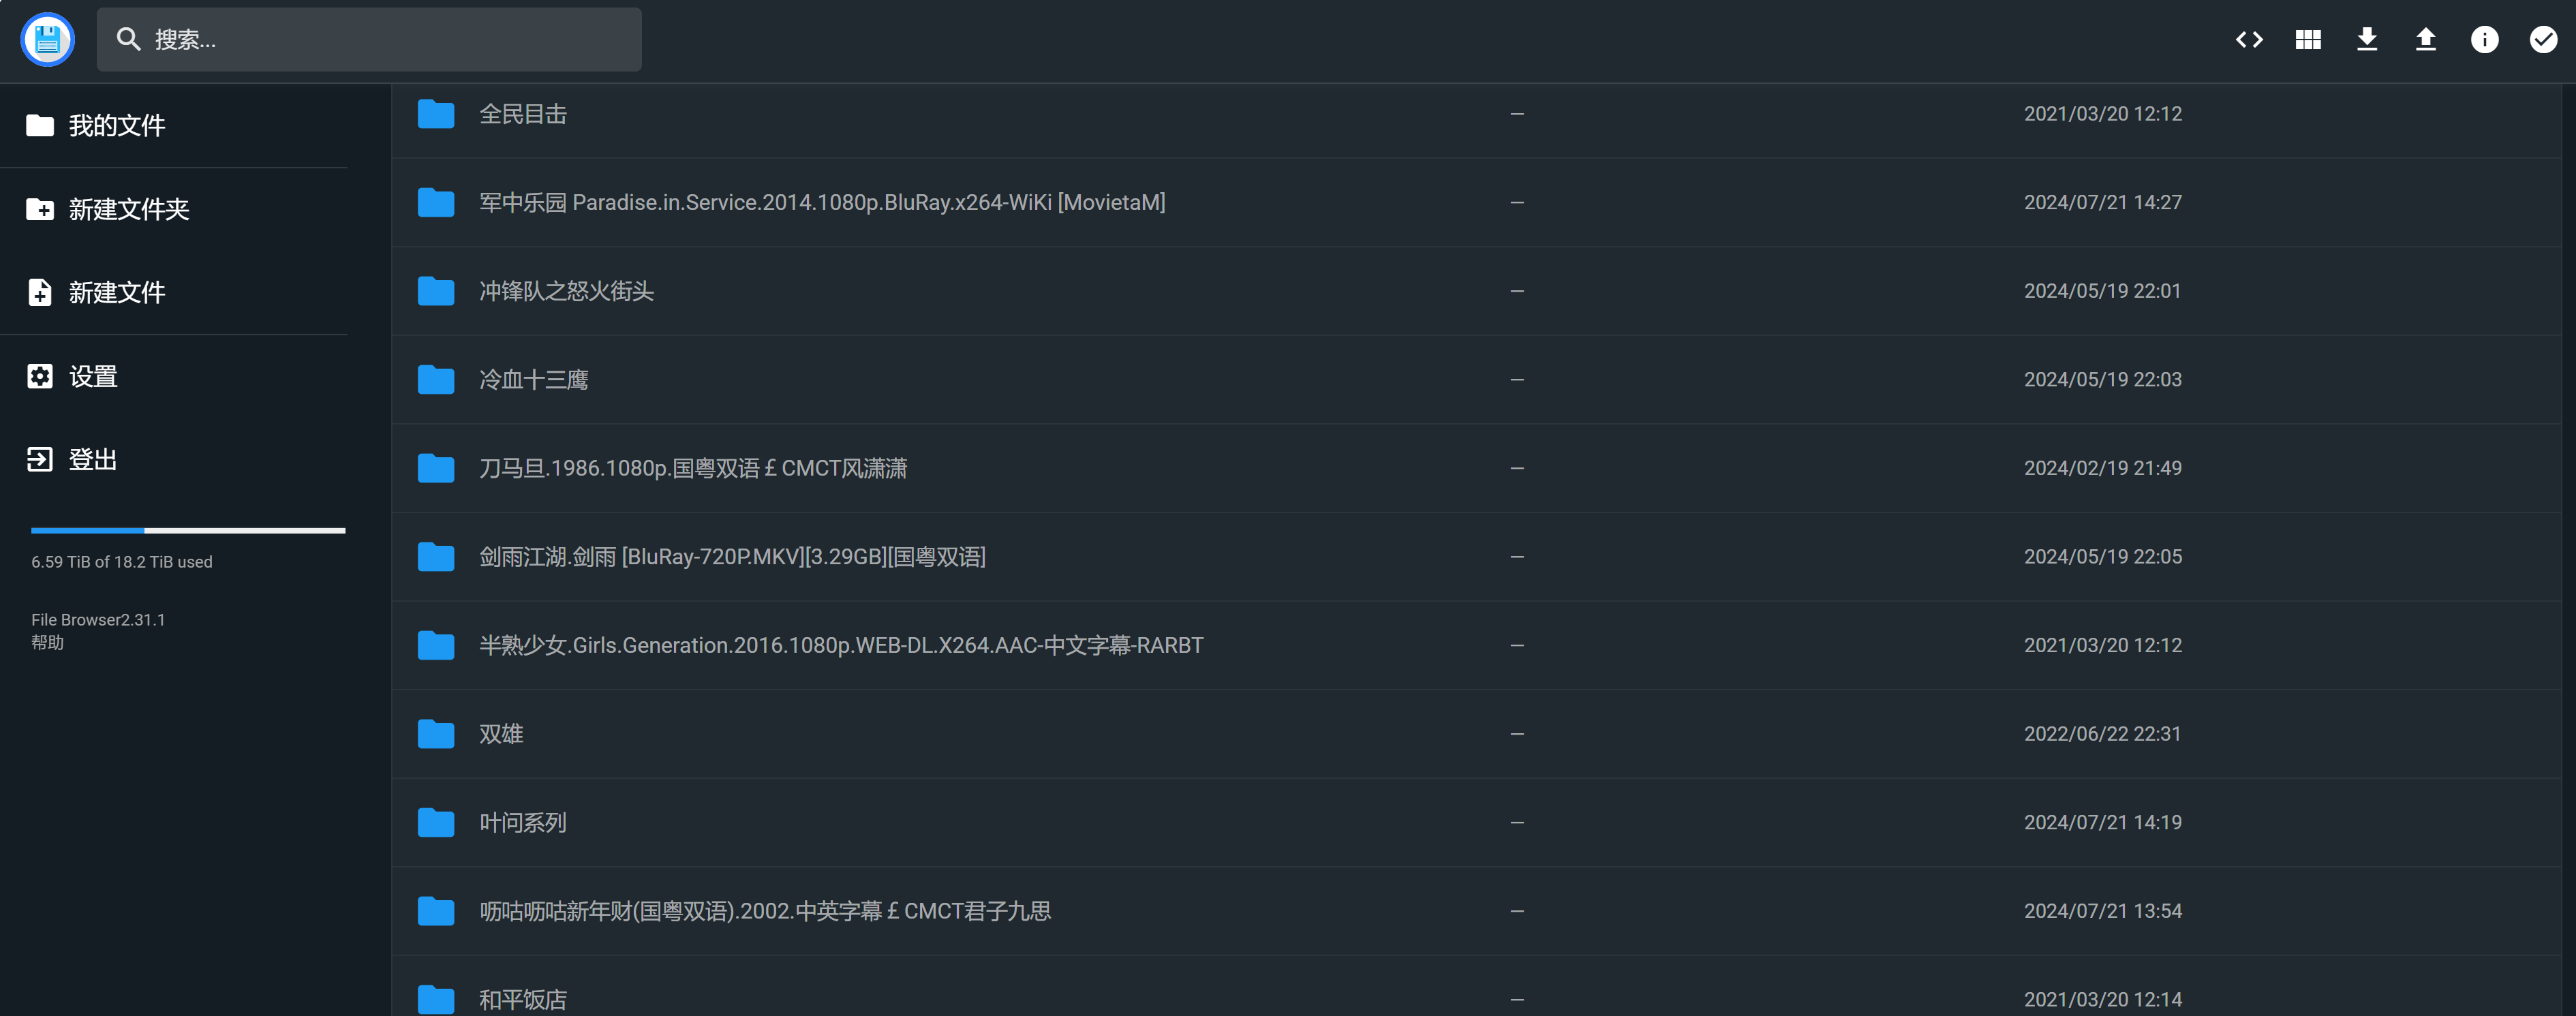 搜索...
我的文件
新建文件夹
新建文件
设置
登出
6.59 TiB of 18.2 TiB used
File Browser2.31.1
帮助
全民目击 — 2021/03/20 12:12
军中乐园 Paradise.in.Service.2014.1080p.BluRay.x264-WiKi [MovietaM] — 2024/07/21 14:27
冲锋队之怒火街头 — 2024/05/19 22:01
冷血十三鹰 — 2024/05/19 22:03
刀马旦.1986.1080p.国粤双语￡CMCT风潇潇 — 2024/02/19 21:49
剑雨江湖.剑雨 [BluRay-720P.MKV][3.29GB][国粤双语] — 2024/05/19 22:05
半熟少女.Girls.Generation.2016.1080p.WEB-DL.X264.AAC-中文字幕-RARBT — 2021/03/20 12:12
双雄 — 2022/06/22 22:31
叶问系列 — 2024/07/21 14:19
呖咕呖咕新年财(国粤双语).2002.中英字幕￡CMCT君子九思 — 2024/07/21 13:54
和平饭店 — 2021/03/20 12:14